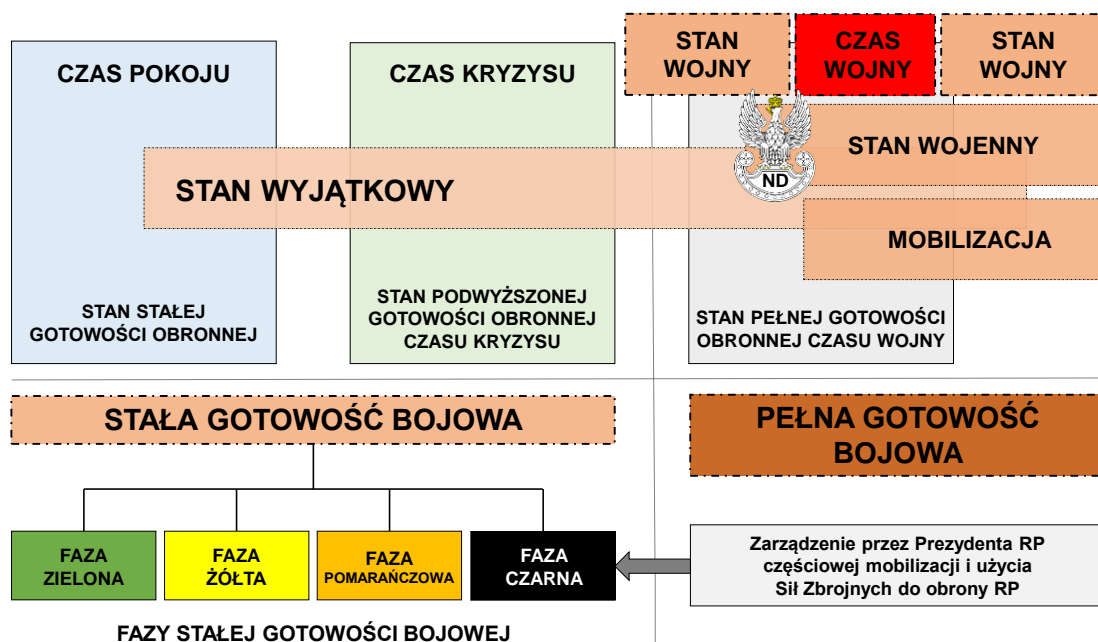 CZAS POKOJU
CZAS KRYZYSU
STAN
WOJNY
CZAS
WOJNY
STAN
WOJNY
STAN WOJENNY
ND
STAN WYJĄTKOWY
MOBILIZACJA
STAN STAŁEJ
GOTOWOŚCI OBRONNEJ
STAN PODWYŻSZONEJ
GOTOWOŚCI OBRONNEJ
CZASU KRYZYSU
STAN PEŁNEJ GOTOWOŚCI
OBRONNEJ CZASU WOJNY
STAŁA GOTOWOŚĆ BOJOWA
PEŁNA GOTOWOŚĆ
BOJOWA
FAZA
ZIELONA
FAZA
ŻÓŁTA
FAZA
POMARAŃCZOWA
FAZA
CZARNA
Zarządzenie przez Prezydenta RP
częściowej mobilizacji i użycia
Sił Zbrojnych do obrony RP
FAZY STAŁEJ GOTOWOŚCI BOJOWEJ